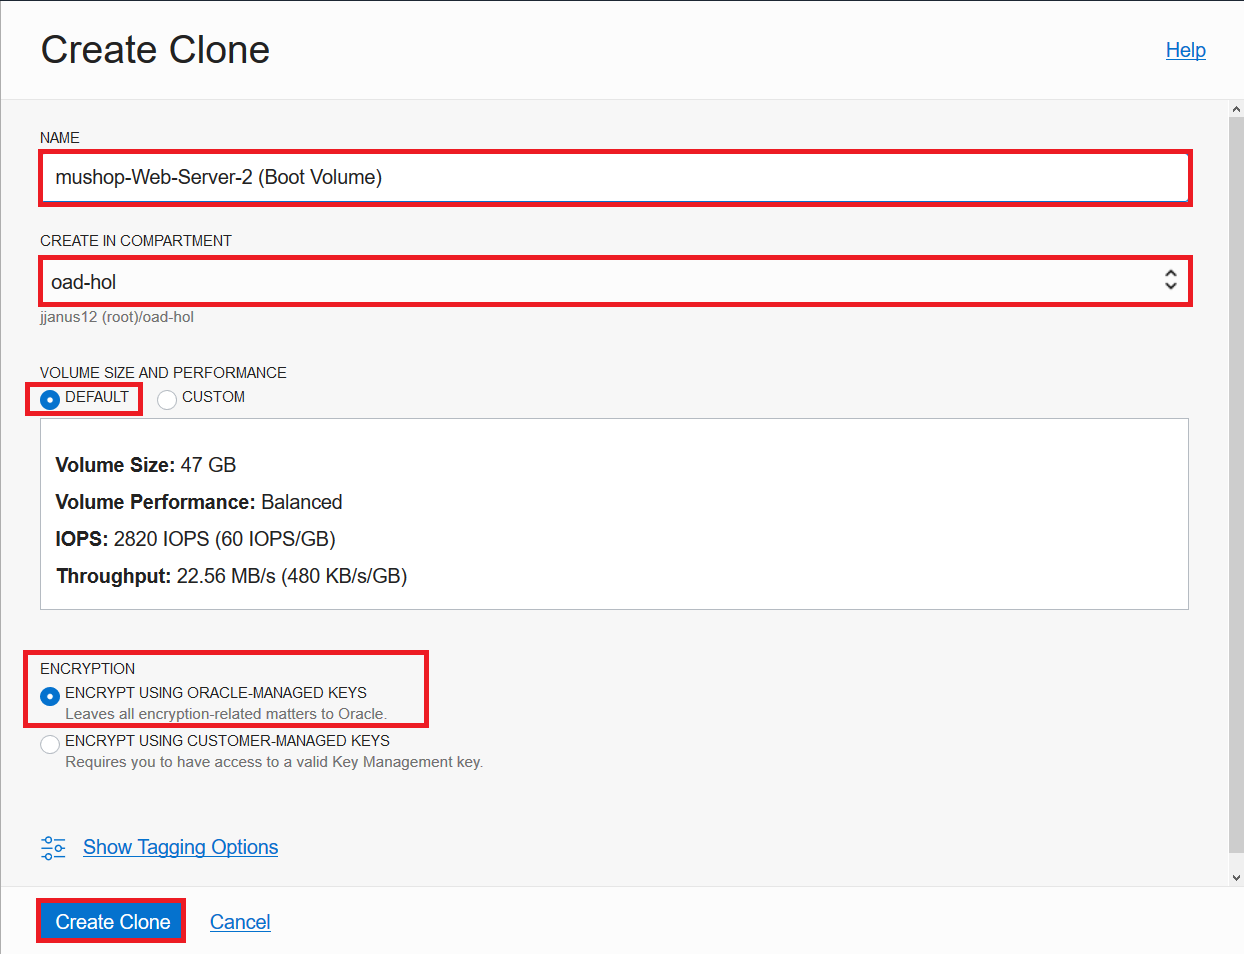 Create Clone
Help
NAME
mushop-Web-Server-2 (Boot Volume)
CREATE IN COMPARTMENT
oad-hol
jjanus12 (root)/oad-hol
VOLUME SIZE AND PERFORMANCE
DEFAULT CUSTOM
Volume Size: 47 GB
Volume Performance: Balanced
IOPS: 2820 IOPS (60 IOPS/GB)
Throughput: 22.56 MB/s (480 KB/s/GB)
ENCRYPTION
ENCRYPT USING ORACLE-MANAGED KEYS
Leaves all encryption-related matters to Oracle.
ENCRYPT USING CUSTOMER-MANAGED KEYS
Requires you to have access to a valid Key Management key.
Show Tagging Options
Create Clone Cancel